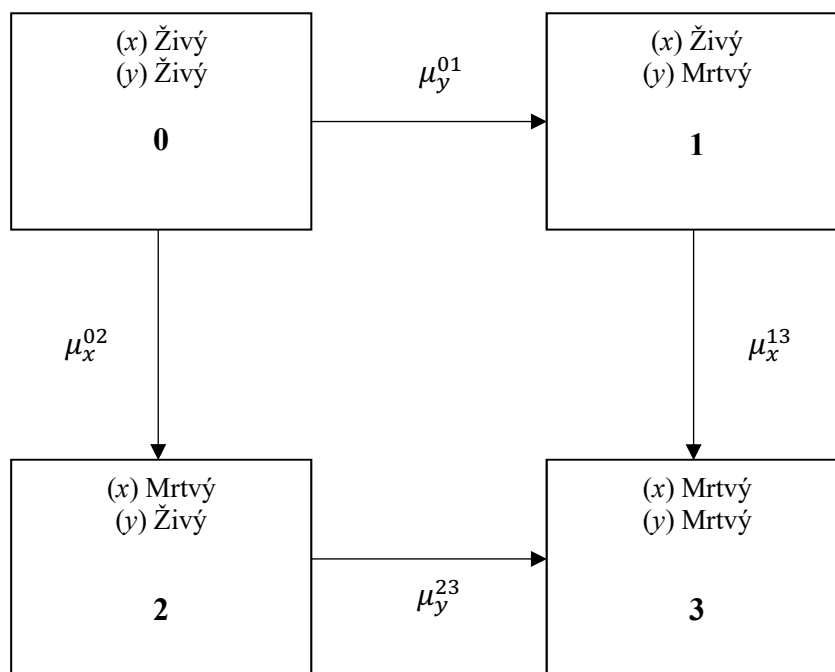 (x) Živý
(y) Živý
0
μ_y^{01}
(x) Živý
(y) Mrtvý
1
μ_x^{02}
μ_x^{13}
(x) Mrtvý
(y) Živý
2
μ_y^{23}
(x) Mrtvý
(y) Mrtvý
3